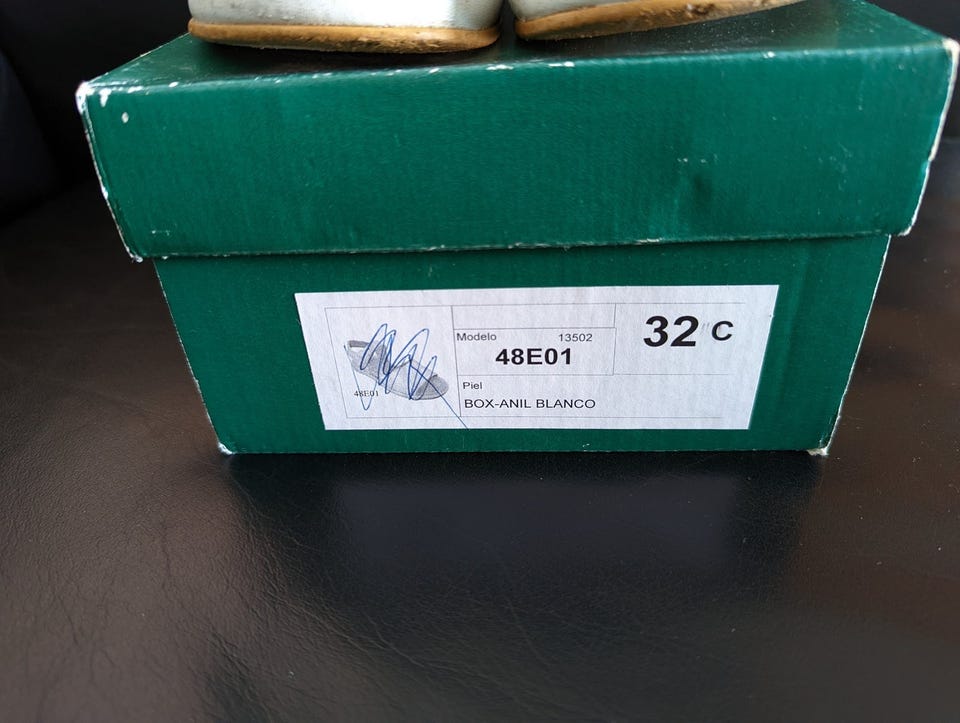 Modelo 13502
48E01
32 C
48E01
Piel
BOX-ANIL BLANCO